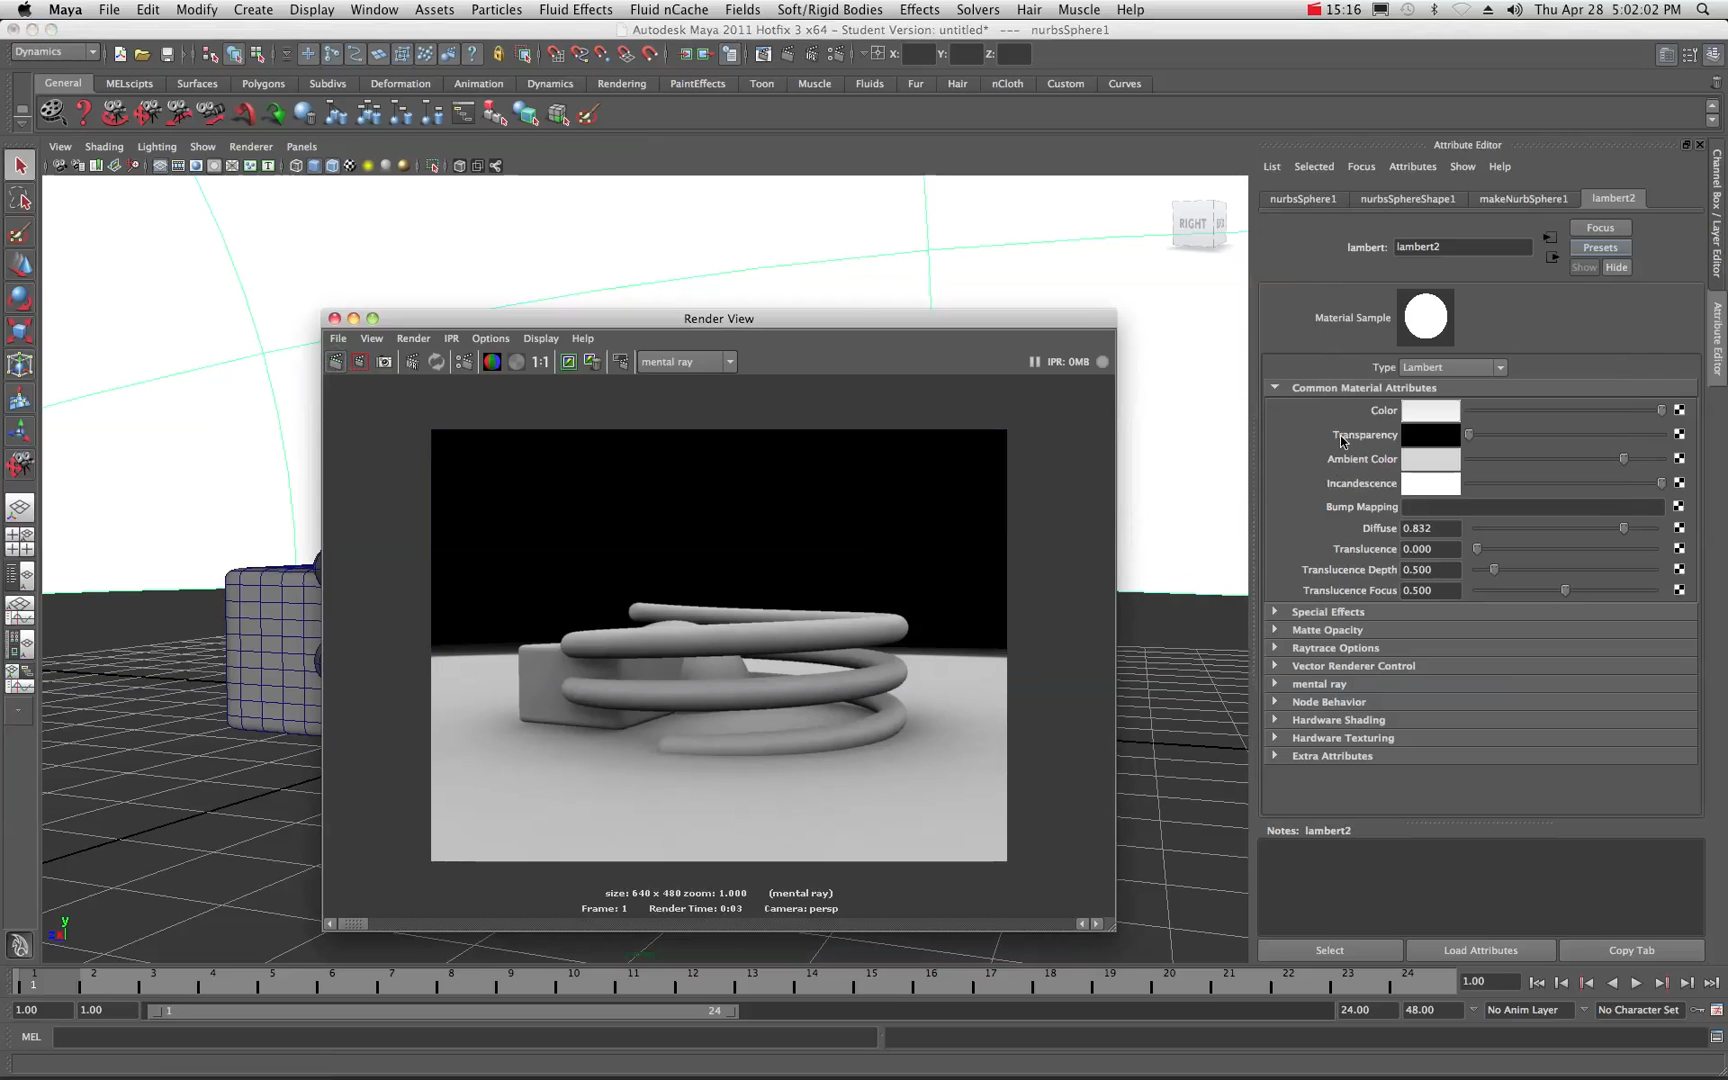 Maya File Edit Modify Create Display Window Assets Particles Fluid Effects Fluid nCache Fields Soft/Rigid Bodies Effects Solvers Hair Muscle Help 15:16 Thu Apr 28 5:02:02 PM
Autodesk Maya 2011 Hotfix 3 x64 – Student Version: untitled* --- nurbsSphere1
Dynamics X: Y: Z:
General MELscipts Surfaces Polygons Subdivs Deformation Animation Dynamics Rendering PaintEffects Toon Muscle Fluids Fur Hair nCloth Custom Curves
View Shading Lighting Show Renderer Panels
RIGHT
Render View
File View Render IPR Options Display Help
1:1 mental ray IPR: 0MB
size: 640 x 480 zoom: 1.000 (mental ray)
Frame: 1 Render Time: 0:03 Camera: persp
y
Attribute Editor
List Selected Focus Attributes Show Help
nurbsSphere1 nurbsSphereShape1 makeNurbSphere1 lambert2
Focus
lambert: lambert2 Presets
Show Hide
Material Sample
Type Lambert
Common Material Attributes
Color
Transparency
Ambient Color
Incandescence
Bump Mapping
Diffuse 0.832
Translucence 0.000
Translucence Depth 0.500
Translucence Focus 0.500
Special Effects
Matte Opacity
Raytrace Options
Vector Renderer Control
mental ray
Node Behavior
Hardware Shading
Hardware Texturing
Extra Attributes
Notes: lambert2
Select Load Attributes Copy Tab
Channel Box / Layer Editor
Attribute Editor
1 2 3 4 5 6 7 8 9 10 11 12 13 14 15 16 17 18 19 20 21 22 23 24
1 1.00
1.00 1.00 1 24 24.00 48.00 No Anim Layer No Character Set
MEL